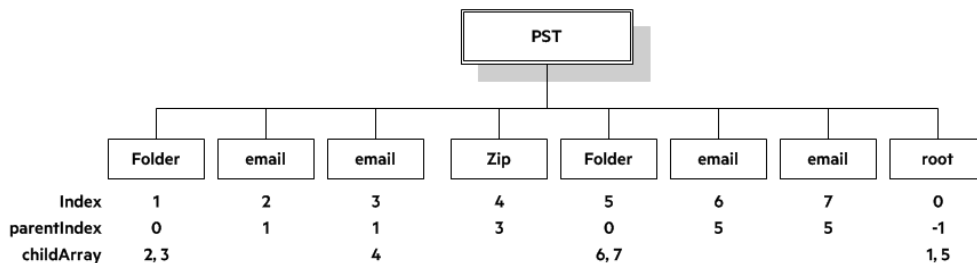 PST
Folder email email Zip Folder email email root
Index 1 2 3 4 5 6 7 0
parentIndex 0 1 1 3 0 5 5 -1
childArray 2, 3 4 6, 7 1, 5